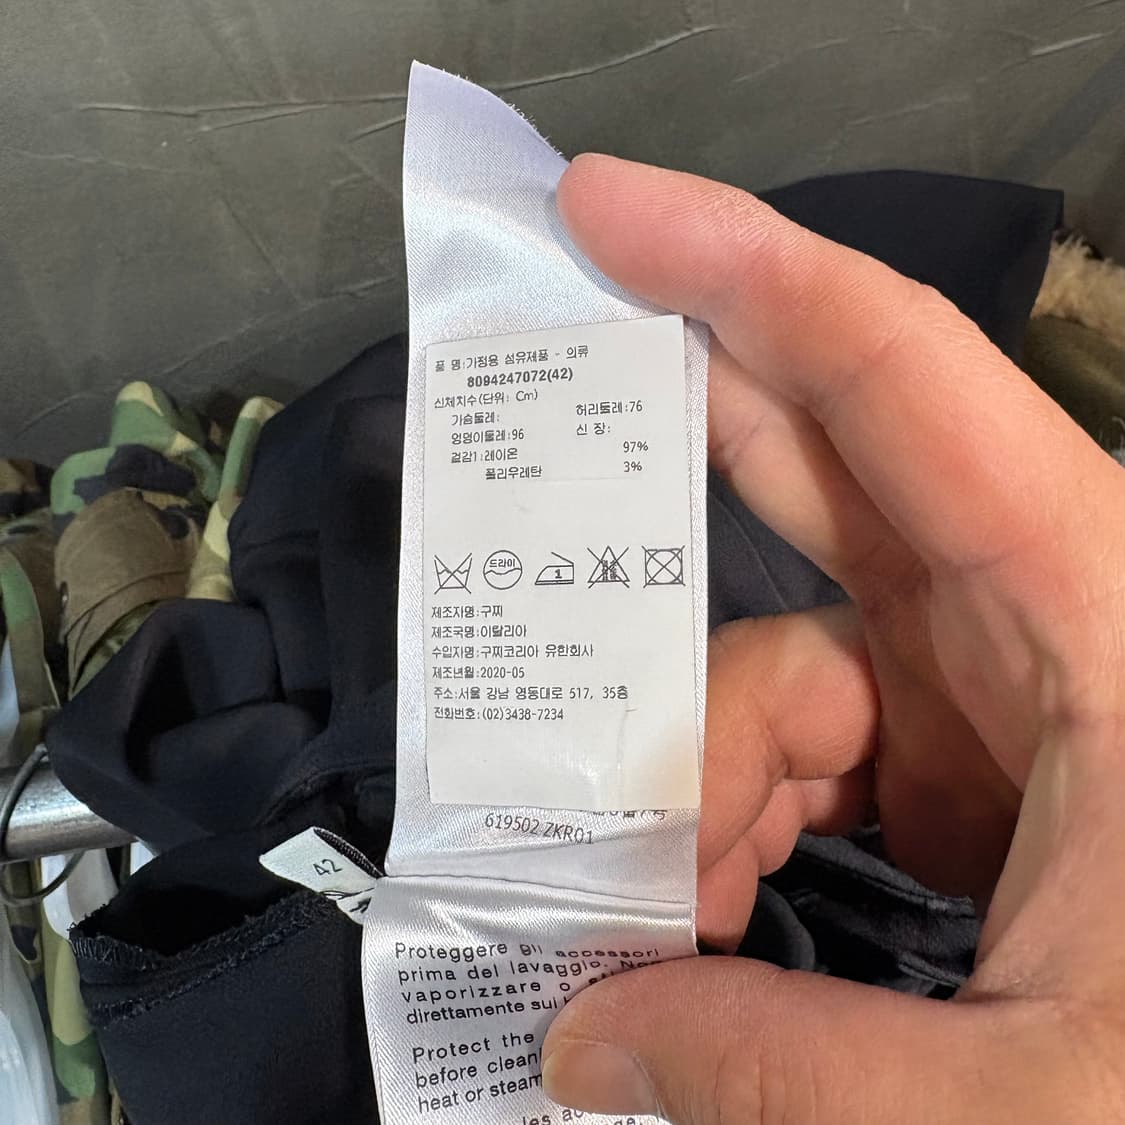 품 명:가정용 섬유제품 - 의류
8094247072(42)
신체치수(단위: Cm)
가슴둘레:
허리둘레:76
엉덩이둘레:96
신 장:
겉감1:레이온 97%
폴리우레탄 3%
드라이
1
제조자명:구찌
제조국명:이탈리아
수입자명:구찌코리아 유한회사
제조년월:2020-05
주소:서울 강남 영동대로 517, 35층
전화번호:(02)3438-7234
619502 ZKR01
42
Proteggere gli accessori
prima del lavaggio. Non
vaporizzare o
direttamente sui
Protect the
before
heat or steam